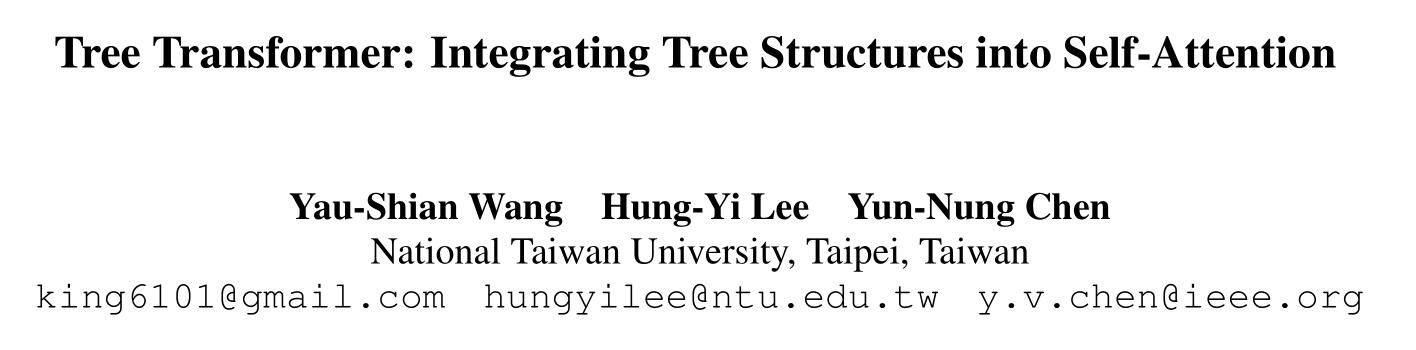 Tree Transformer: Integrating Tree Structures into Self-Attention
Yau-Shian Wang Hung-Yi Lee Yun-Nung Chen
National Taiwan University, Taipei, Taiwan
king6101@gmail.com hungyilee@ntu.edu.tw y.v.chen@ieee.org